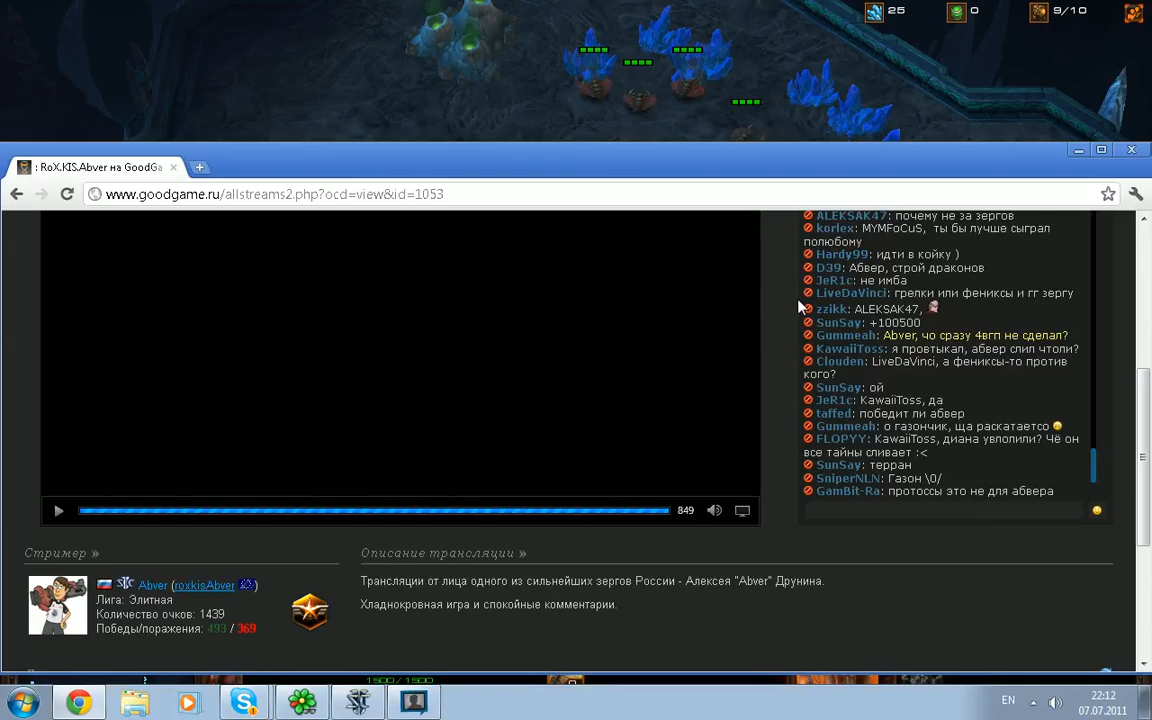 25 0 9/10
: RoX.KIS.Abver на GoodGa
www.goodgame.ru/allstreams2.php?ocd=view&id=1053
ALEKSAK47: почему не за зергов
korlex: MYMFoCuS, ты бы лучше сыграл
полюбому
Hardy99: идти в койку )
D39: Абвер, строй драконов
JeR1c: не имба
LiveDaVinci: грелки или фениксы и гг зергу
zzikk: ALEKSAK47,
SunSay: +100500
Gummeah: Abver, чо сразу 4вгп не сделал?
KawaiiToss: я провтыкал, абвер слил чтоли?
Clouden: LiveDaVinci, а фениксы-то против
кого?
SunSay: ой
JeR1c: KawaiiToss, да
taffed: победит ли абвер
Gummeah: о газончик, ща раскатаетсо
FLOPYY: KawaiiToss, диана увлолили? Чё он
все тайны сливает :<
SunSay: терран
SniperNLN: Газон \0/
GamBit-Ra: протоссы это не для абвера
849
Стример »
Описание трансляции »
Abver (roxkisAbver )
Лига: Элитная
Количество очков: 1439
Победы/поражения: 493 / 369
Трансляции от лица одного из сильнейших зергов России - Алексея "Abver" Друнина.
Хладнокровная игра и спокойные комментарии.
1500/1500
EN
22:12
07.07.2011